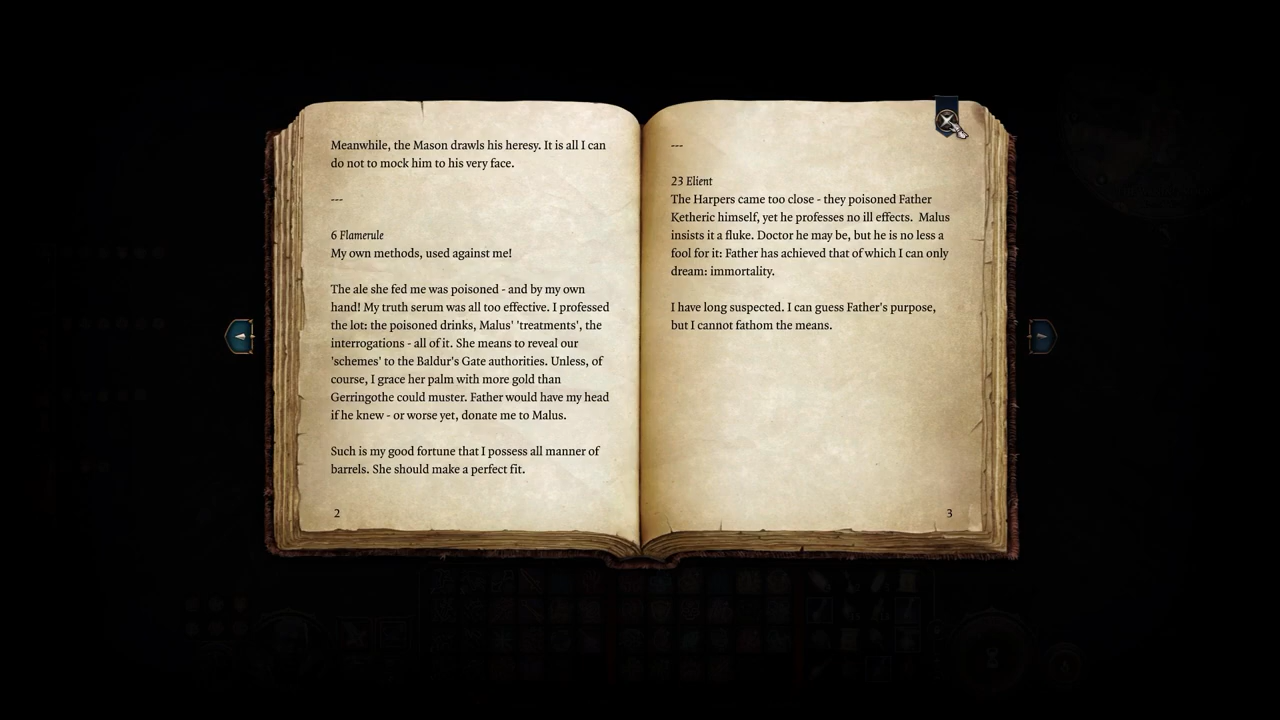 Meanwhile, the Mason drawls his heresy. It is all I can
do not to mock him to his very face.
---
6 Flamerule
My own methods, used against me!
The ale she fed me was poisoned - and by my own
hand! My truth serum was all too effective. I professed
the lot: the poisoned drinks, Malus' 'treatments', the
interrogations - all of it. She means to reveal our
'schemes' to the Baldur's Gate authorities. Unless, of
course, I grace her palm with more gold than
Gerringothe could muster. Father would have my head
if he knew - or worse yet, donate me to Malus.
Such is my good fortune that I possess all manner of
barrels. She should make a perfect fit.
2
---
23 Elient
The Harpers came too close - they poisoned Father
Ketheric himself, yet he professes no ill effects.  Malus
insists it a fluke. Doctor he may be, but he is no less a
fool for it: Father has achieved that of which I can only
dream: immortality.
I have long suspected. I can guess Father's purpose,
but I cannot fathom the means.
3